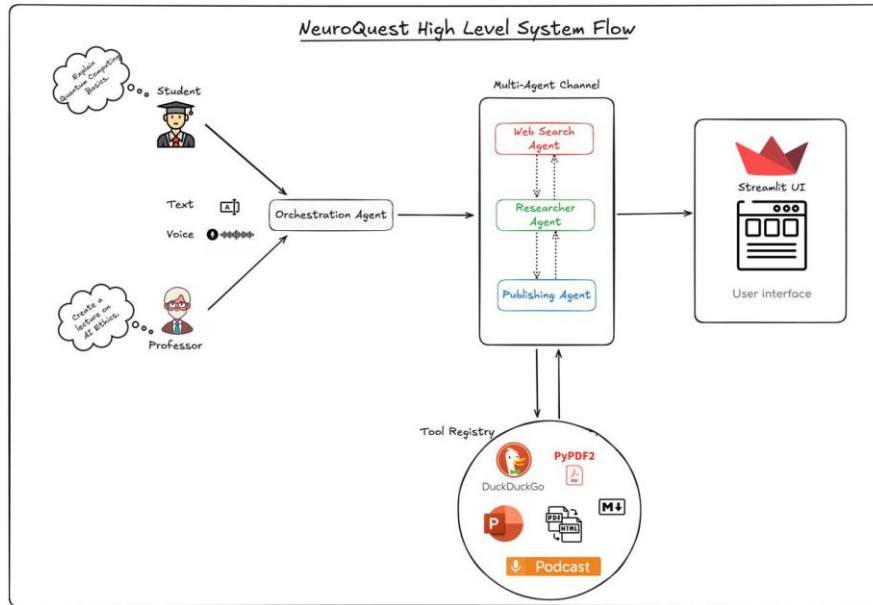 NeuroQuest High Level System Flow
Explain
Quantum Computing
Basics.
Student
Text
A
Voice
Create a
lecture on
AI Ethics.
Professor
Orchestration Agent
Multi-Agent Channel
Web Search
Agent
Researcher
Agent
Publishing Agent
Streamlit UI
User interface
Tool Registry
DuckDuckGo
PyPDF2
PDF
P
PDF
HTML
M
Podcast